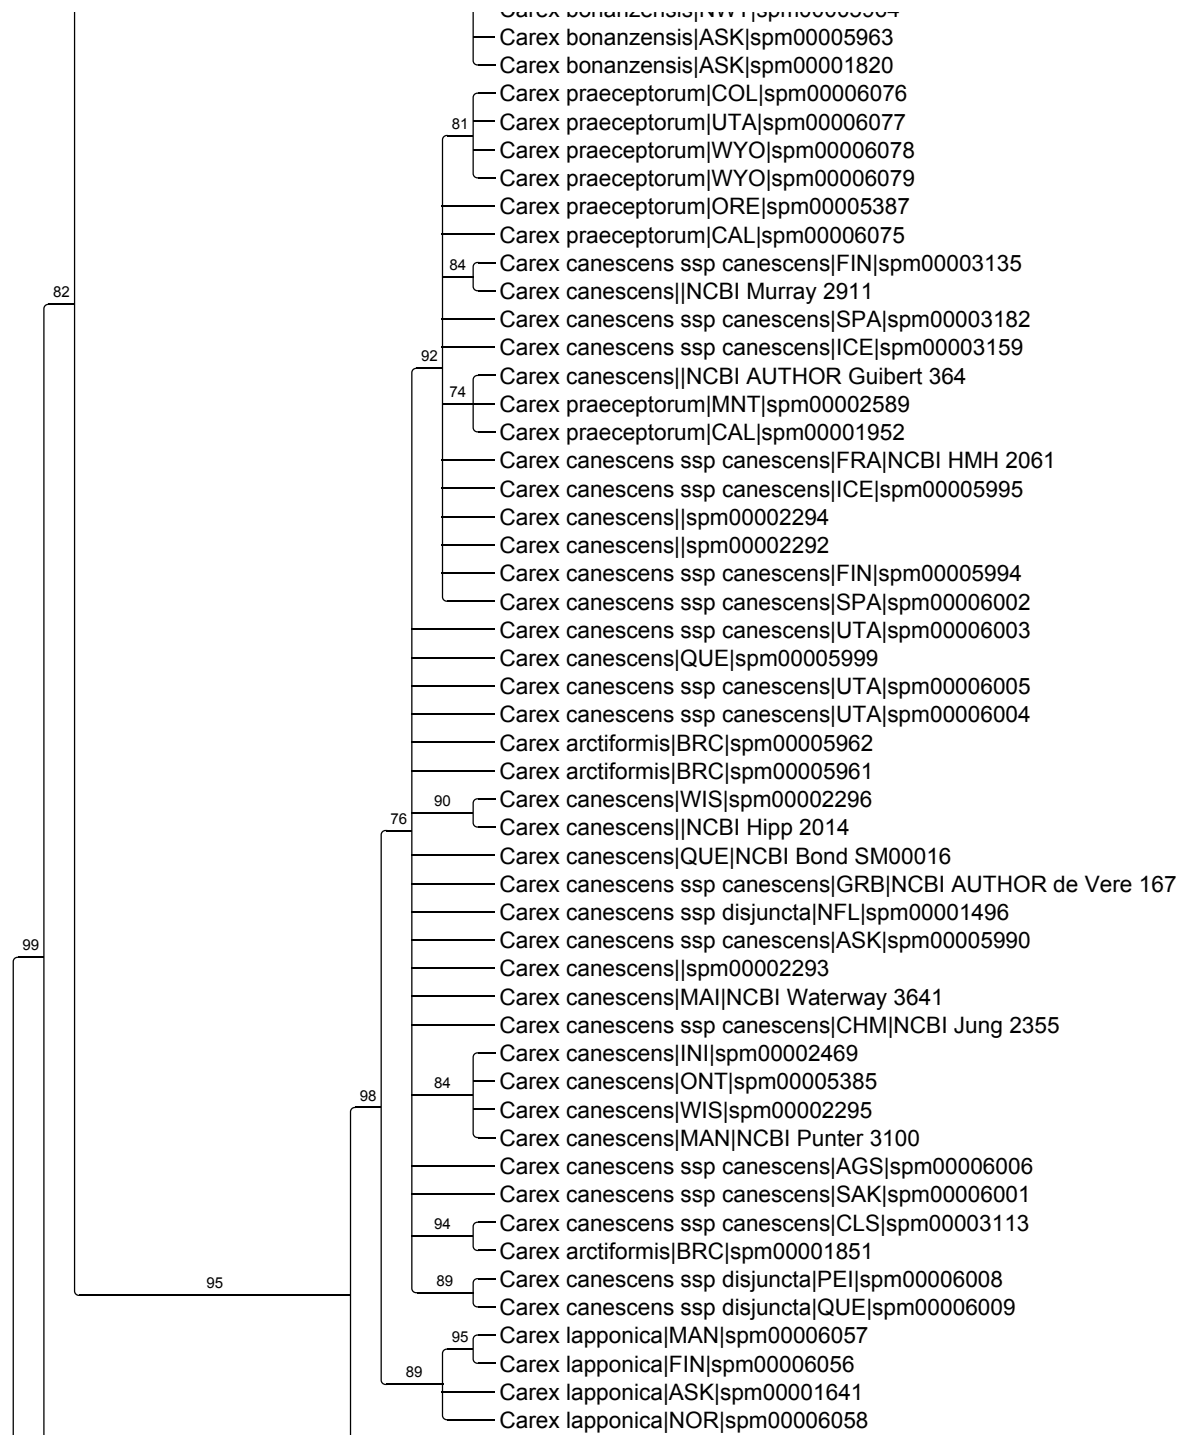 Carex bonanzensis|NWT|spm00005964
Carex bonanzensis|ASK|spm00005963
Carex bonanzensis|ASK|spm00001820
Carex praeceptorum|COL|spm00006076
81
Carex praeceptorum|UTA|spm00006077
Carex praeceptorum|WYO|spm00006078
Carex praeceptorum|WYO|spm00006079
Carex praeceptorum|ORE|spm00005387
Carex praeceptorum|CAL|spm00006075
84
Carex canescens ssp canescens|FIN|spm00003135
82
Carex canescens||NCBI Murray 2911
Carex canescens ssp canescens|SPA|spm00003182
92
Carex canescens ssp canescens|ICE|spm00003159
Carex canescens||NCBI AUTHOR Guibert 364
74
Carex praeceptorum|MNT|spm00002589
Carex praeceptorum|CAL|spm00001952
Carex canescens ssp canescens|FRA|NCBI HMH 2061
Carex canescens ssp canescens|ICE|spm00005995
Carex canescens||spm00002294
Carex canescens||spm00002292
Carex canescens ssp canescens|FIN|spm00005994
Carex canescens ssp canescens|SPA|spm00006002
Carex canescens ssp canescens|UTA|spm00006003
Carex canescens|QUE|spm00005999
Carex canescens ssp canescens|UTA|spm00006005
Carex canescens ssp canescens|UTA|spm00006004
Carex arctiformis|BRC|spm00005962
Carex arctiformis|BRC|spm00005961
90
Carex canescens|WIS|spm00002296
76
Carex canescens||NCBI Hipp 2014
Carex canescens|QUE|NCBI Bond SM00016
Carex canescens ssp canescens|GRB|NCBI AUTHOR de Vere 167
Carex canescens ssp disjuncta|NFL|spm00001496
99
Carex canescens ssp canescens|ASK|spm00005990
Carex canescens||spm00002293
Carex canescens|MAI|NCBI Waterway 3641
Carex canescens ssp canescens|CHM|NCBI Jung 2355
Carex canescens|INI|spm00002469
84
Carex canescens|ONT|spm00005385
98
Carex canescens|WIS|spm00002295
Carex canescens|MAN|NCBI Punter 3100
Carex canescens ssp canescens|AGS|spm00006006
Carex canescens ssp canescens|SAK|spm00006001
94
Carex canescens ssp canescens|CLS|spm00003113
Carex arctiformis|BRC|spm00001851
95
89
Carex canescens ssp disjuncta|PEI|spm00006008
Carex canescens ssp disjuncta|QUE|spm00006009
95
Carex lapponica|MAN|spm00006057
Carex lapponica|FIN|spm00006056
89
Carex lapponica|ASK|spm00001641
Carex lapponica|NOR|spm00006058